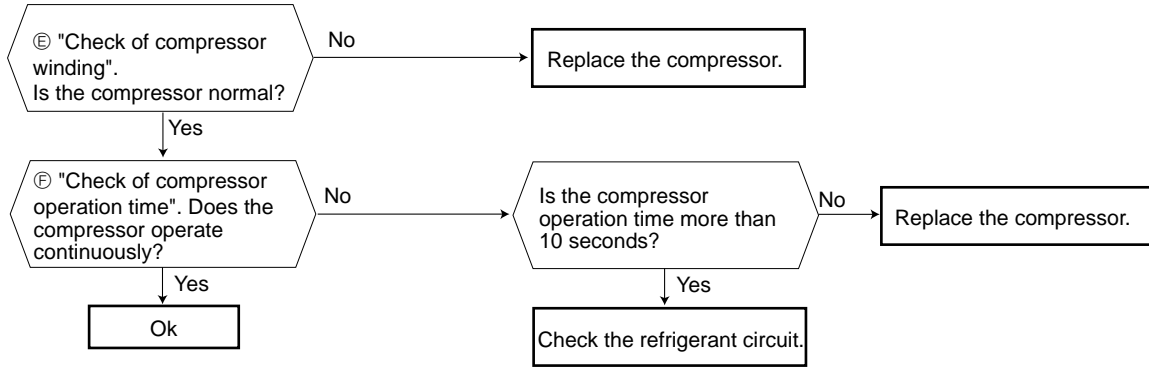 Ⓔ "Check of compressor
winding".
Is the compressor normal?
No
Replace the compressor.
Yes
Ⓕ "Check of compressor
operation time". Does the
compressor operate
continuously?
No
Is the compressor
operation time more than
10 seconds?
No
Replace the compressor.
Yes
Ok
Yes
Check the refrigerant circuit.